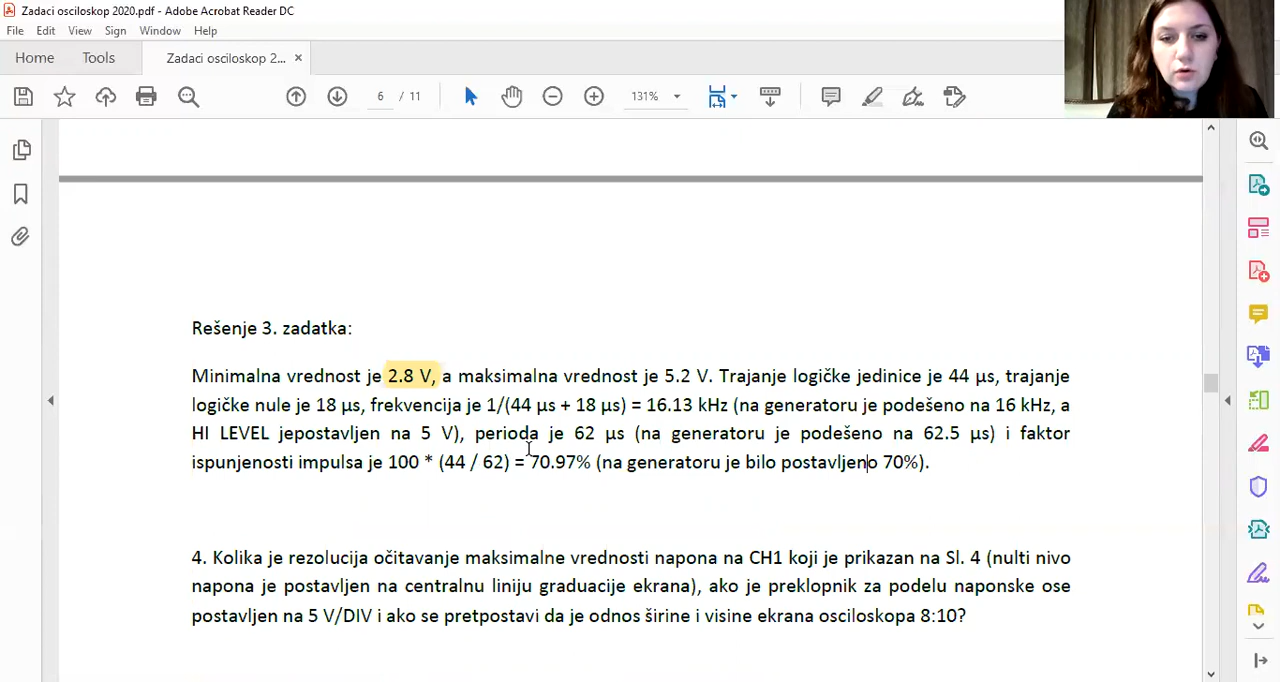 Zadaci osciloskop 2020.pdf - Adobe Acrobat Reader DC
File Edit View Sign Window Help
Home Tools Zadaci osciloskop 2... ×
6 / 11 131%
Rešenje 3. zadatka:
Minimalna vrednost je 2.8 V, a maksimalna vrednost je 5.2 V. Trajanje logičke jedinice je 44 µs, trajanje
logičke nule je 18 µs, frekvencija je 1/(44 µs + 18 µs) = 16.13 kHz (na generatoru je podešeno na 16 kHz, a
HI LEVEL jepostavljen na 5 V), perioda je 62 µs (na generatoru je podešeno na 62.5 µs) i faktor
ispunjenosti impulsa je 100 * (44 / 62) = 70.97% (na generatoru je bilo postavljeno 70%).
4. Kolika je rezolucija očitavanje maksimalne vrednosti napona na CH1 koji je prikazan na Sl. 4 (nulti nivo
napona je postavljen na centralnu liniju graduacije ekrana), ako je preklopnik za podelu naponske ose
postavljen na 5 V/DIV i ako se pretpostavi da je odnos širine i visine ekrana osciloskopa 8:10?